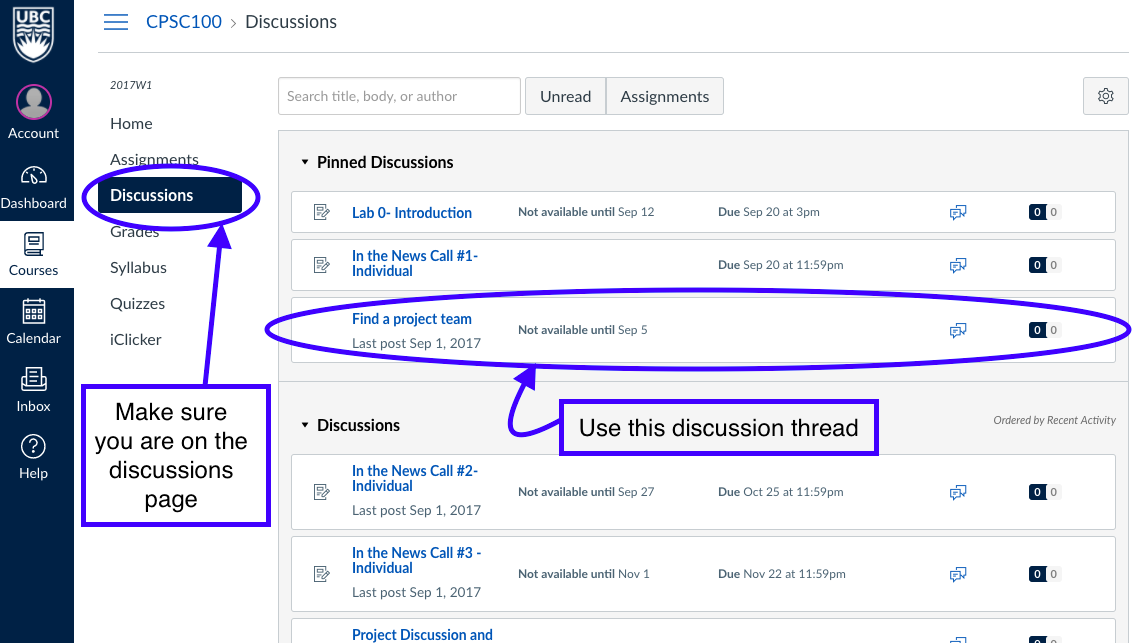 UBC
CPSC100 > Discussions
Account
Dashboard
Courses
Calendar
Inbox
Help
2017W1
Home
Assignments
Discussions
Grades
Syllabus
Quizzes
iClicker
Make sure
you are on the
discussions
page
Search title, body, or author
Unread
Assignments
Pinned Discussions
Lab 0- Introduction
Not available until Sep 12
Due Sep 20 at 3pm
0 0
In the News Call #1-
Individual
Due Sep 20 at 11:59pm
0 0
Find a project team
Last post Sep 1, 2017
Not available until Sep 5
0 0
Use this discussion thread
Discussions
Ordered by Recent Activity
In the News Call #2-
Individual
Last post Sep 1, 2017
Not available until Sep 27
Due Oct 25 at 11:59pm
0 0
In the News Call #3 -
Individual
Last post Sep 1, 2017
Not available until Nov 1
Due Nov 22 at 11:59pm
0 0
Project Discussion and
0 0